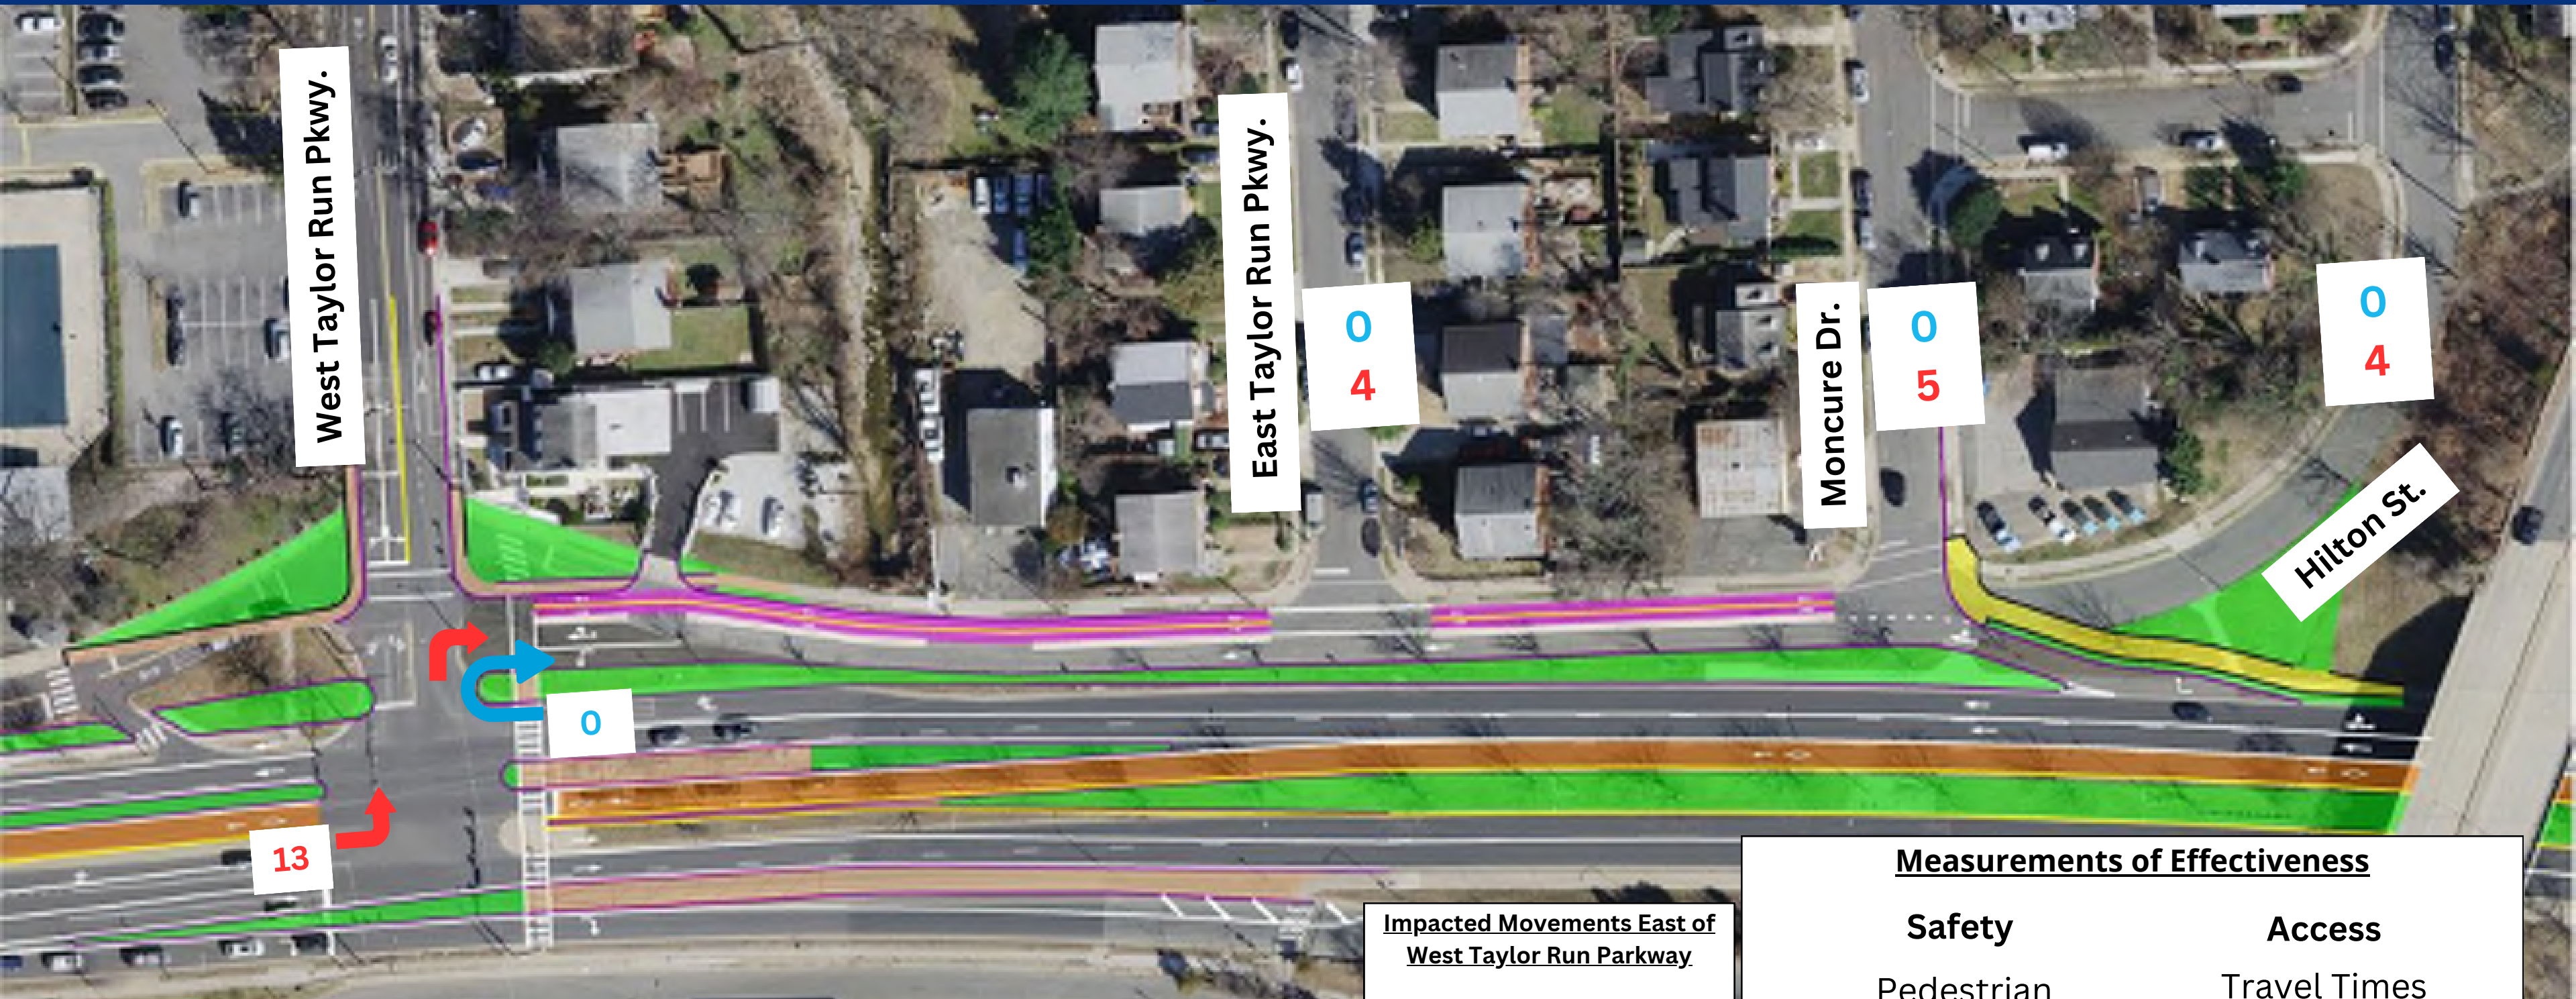 West Taylor Run Pkwy.
East Taylor Run Pkwy.
0
4
Moncure Dr.
0
5
0
4
Hilton St.
0
13
Impacted Movements East of
West Taylor Run Parkway
Measurements of Effectiveness
Safety
Access
Pedestrian
Travel Times